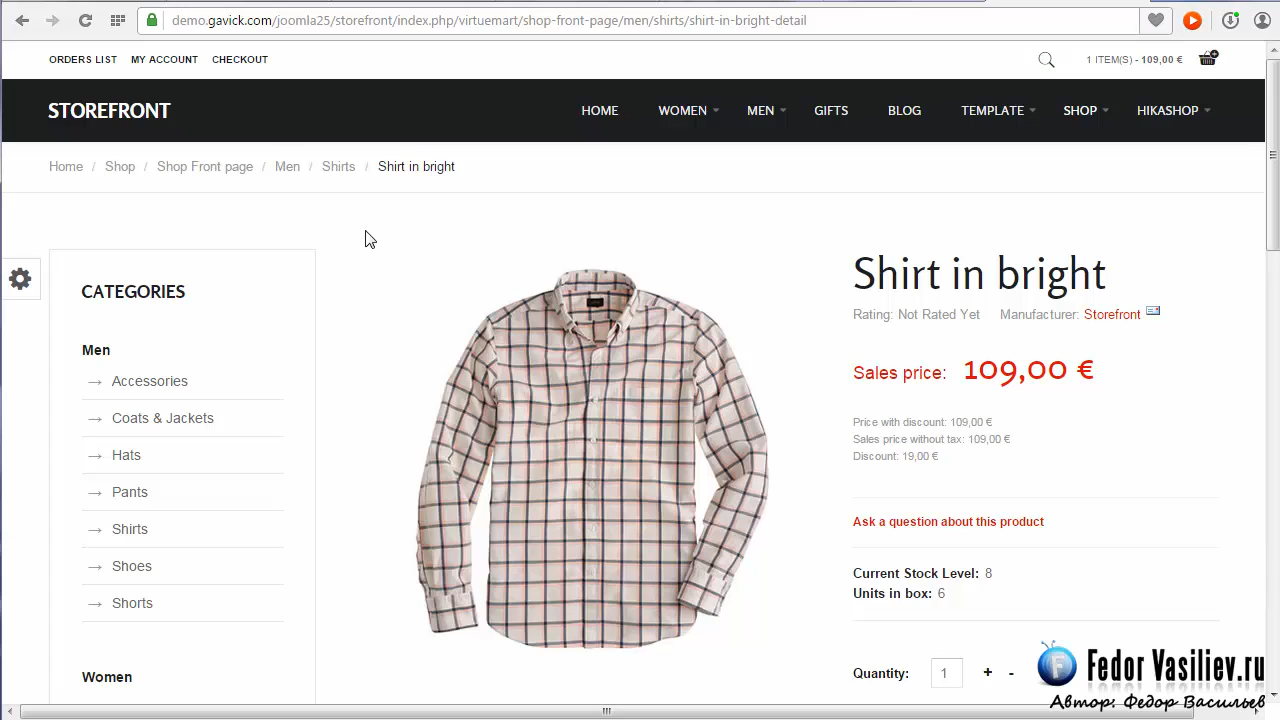 demo.gavick.com/joomla25/storefront/index.php/virtuemart/shop-front-page/men/shirts/shirt-in-bright-detail
ORDERS LIST MY ACCOUNT CHECKOUT 1 ITEM(S) - 109,00 €
STOREFRONT HOME WOMEN MEN GIFTS BLOG TEMPLATE SHOP HIKASHOP
Home / Shop / Shop Front page / Men / Shirts / Shirt in bright
CATEGORIES
Men
→ Accessories
→ Coats & Jackets
→ Hats
→ Pants
→ Shirts
→ Shoes
→ Shorts
Women
Shirt in bright
Rating: Not Rated Yet Manufacturer: Storefront
Sales price: 109,00 €
Price with discount: 109,00 €
Sales price without tax: 109,00 €
Discount: 19,00 €
Ask a question about this product
Current Stock Level: 8
Units in box: 6
Quantity: 1 + -
Fedor Vasiliev.ru
Автор: Федор Васильев